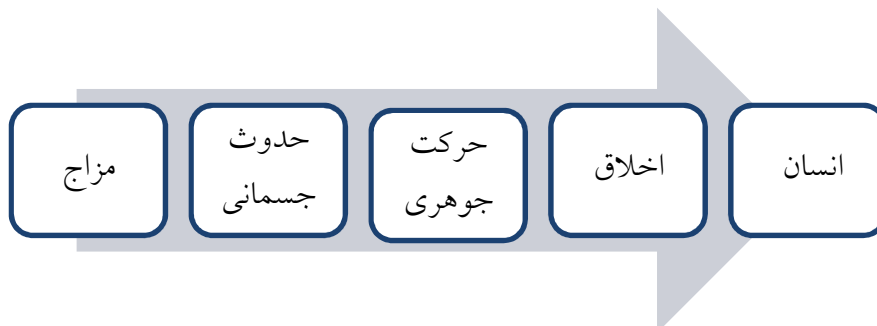 مزاج
حدوث
جسمانی
حرکت
جوهری
اخلاق
انسان